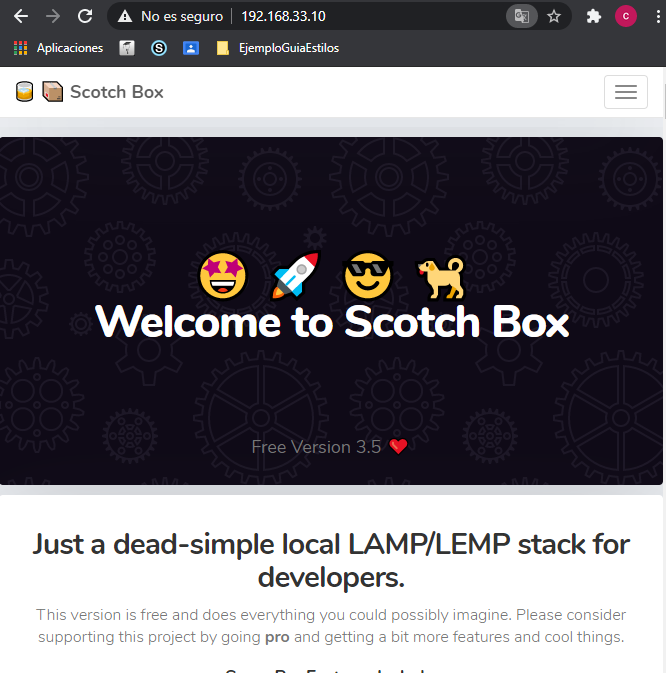 No es seguro 192.168.33.10
Aplicaciones EjemploGuiaEstilos
Scotch Box
Welcome to Scotch Box
Free Version 3.5
Just a dead-simple local LAMP/LEMP stack for
developers.
This version is free and does everything you could possibly imagine. Please consider
supporting this project by going pro and getting a bit more features and cool things.